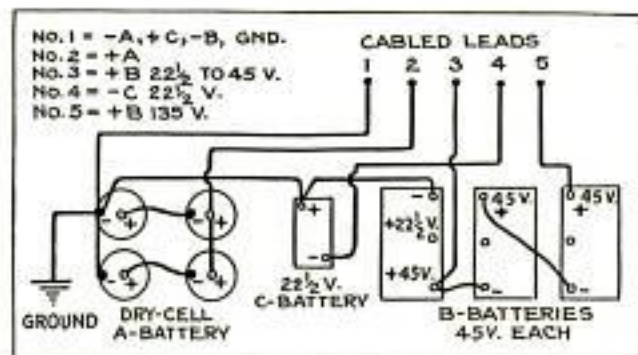 No. 1 = -A, + C, -B, GND.
No. 2 = +A
No. 3 = +B 22½ TO 45 V.
No. 4 = -C 22½ V.
No. 5 = +B 135 V.
CABLED LEADS
1 2 3 4 5
- + - +
- + - +
+
-
-
+22½ V.
+45V.
45 V.
+
-
45 V.
+
-
GROUND
DRY-CELL
A-BATTERY
22½ V.
C-BATTERY
B-BATTERIES
45V. EACH